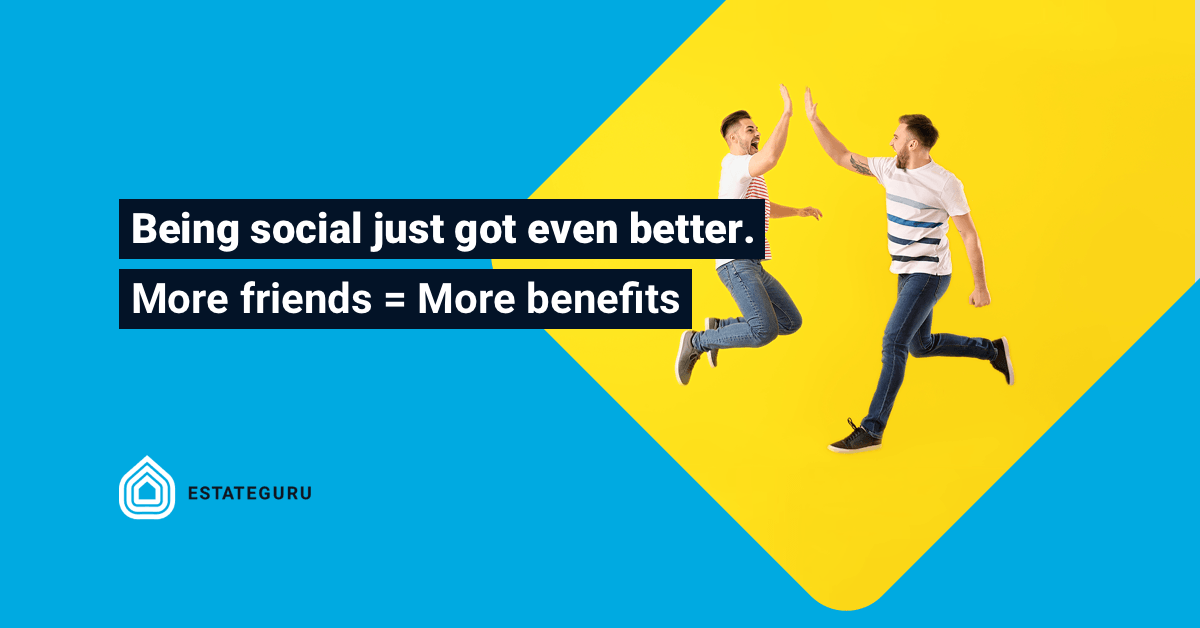 Being social just got even better.
More friends = More benefits
ESTATEGURU